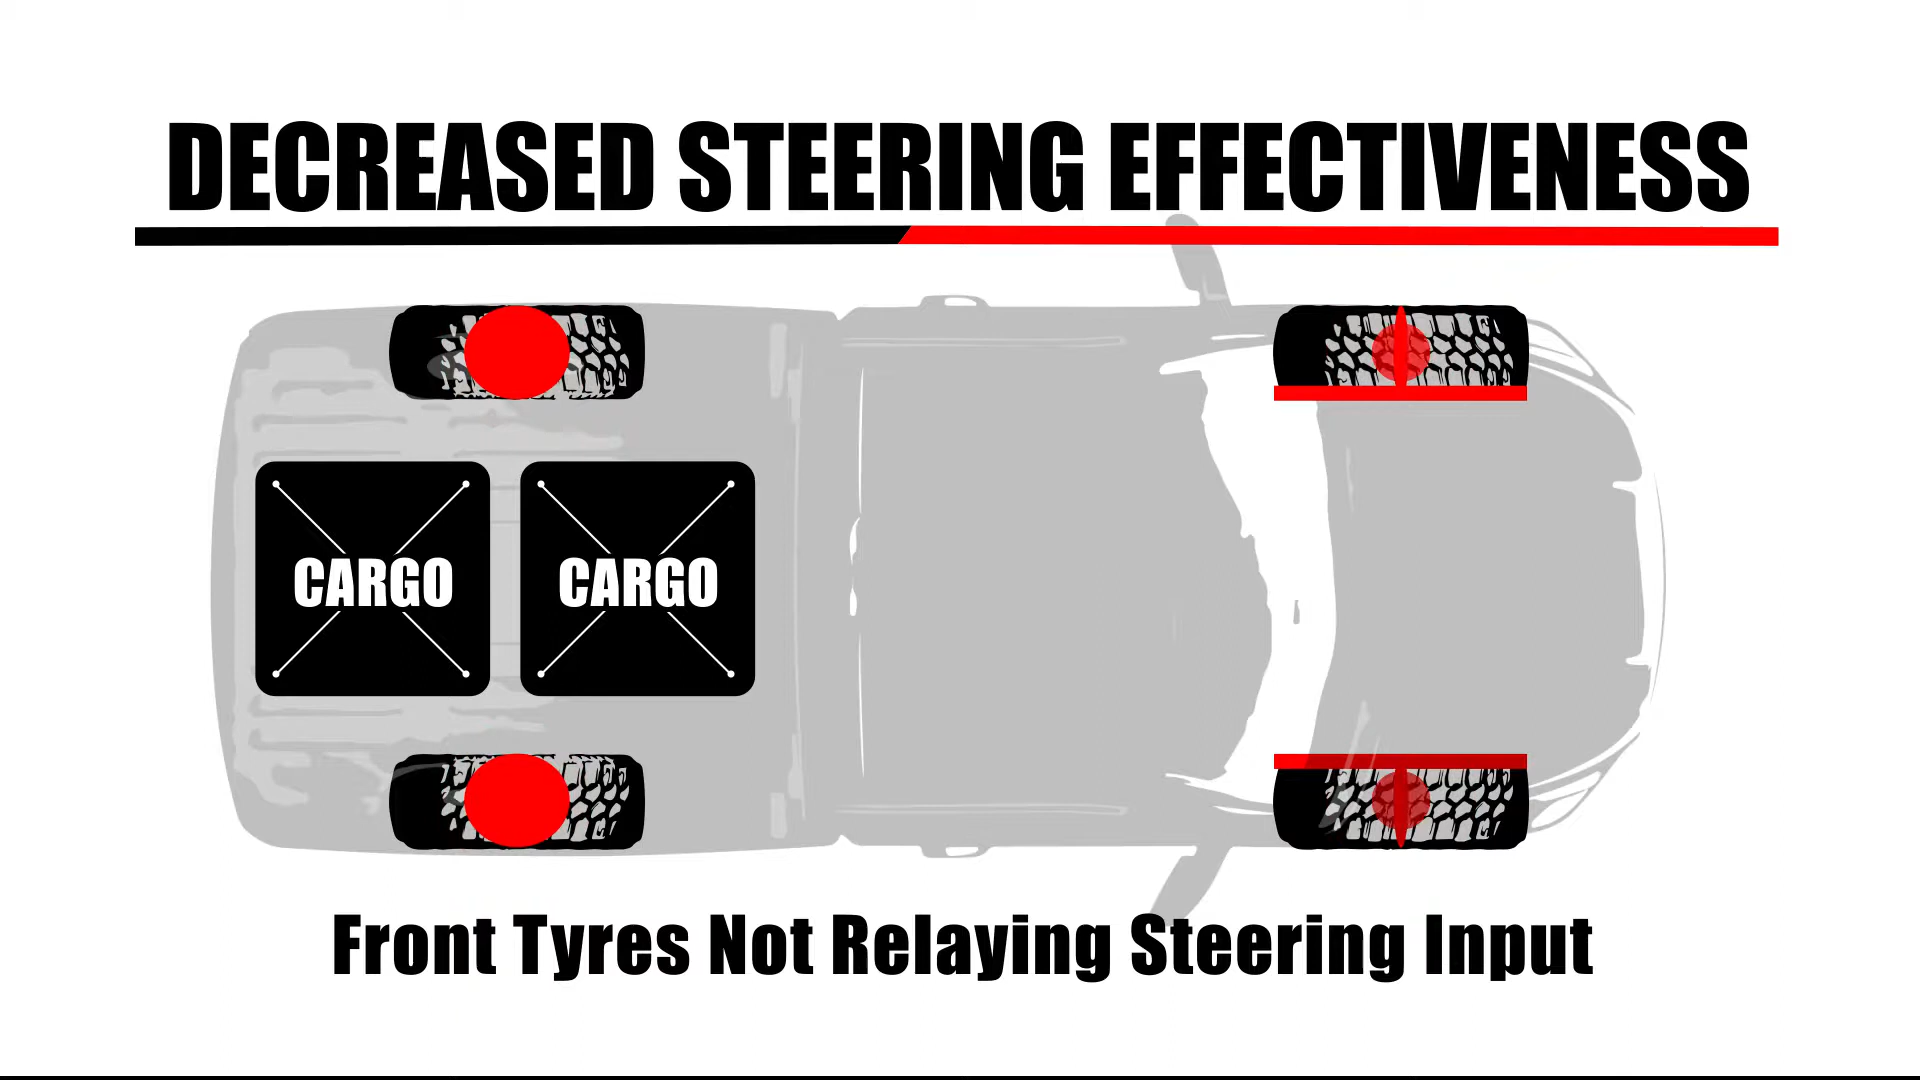 DECREASED STEERING EFFECTIVENESS
CARGO
CARGO
Front Tyres Not Relaying Steering Input